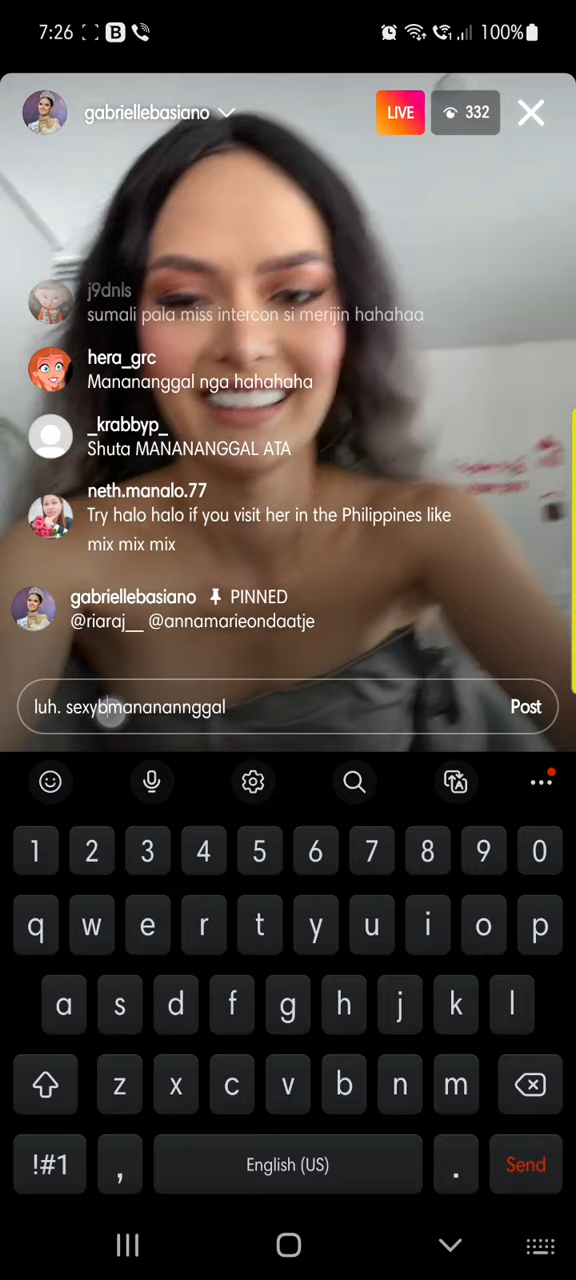 7:26
B
100%
gabriellebasiano
LIVE
332
j9dnls
sumali pala miss intercon si merijin hahahaa
hera_grc
Manananggal nga hahahaha
_krabbyp_
Shuta MANANANGGAL ATA
neth.manalo.77
Try halo halo if you visit her in the Philippines like
mix mix mix
gabriellebasiano PINNED
@riaraj__ @annamarieondaatje
luh. sexybmananannggal
Post
1 2 3 4 5 6 7 8 9 0
q w e r t y u i o p
a s d f g h j k l
z x c v b n m
!#1 , English (US) . Send